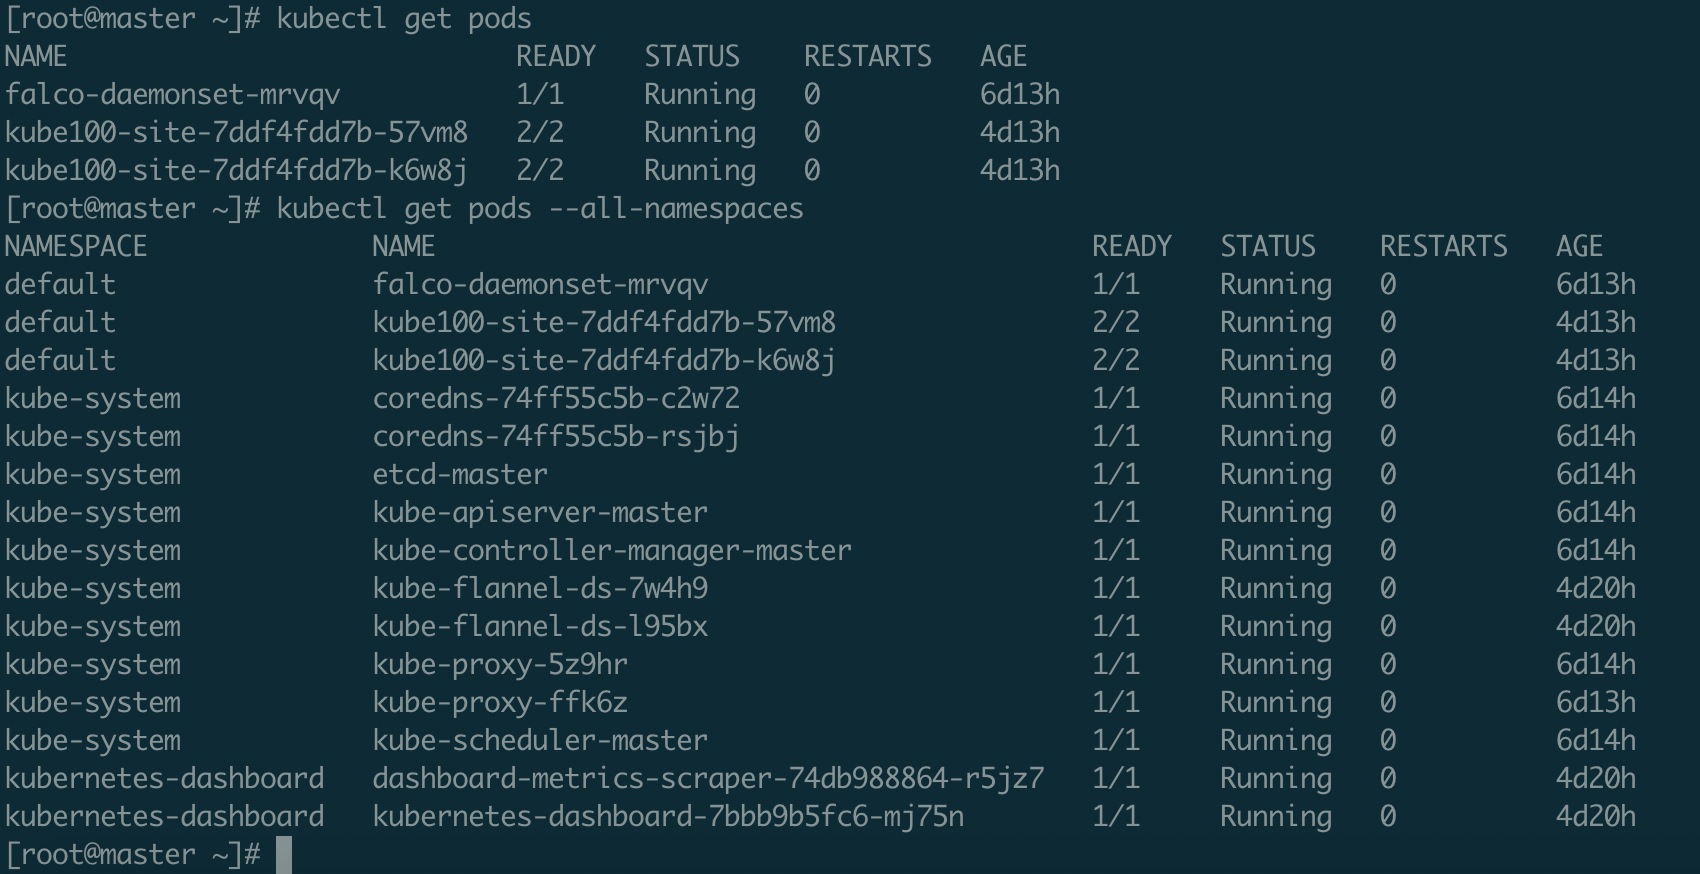 [root@master ~]# kubectl get pods
NAME                            READY   STATUS    RESTARTS   AGE
falco-daemonset-mrvqv           1/1     Running   0          6d13h
kube100-site-7ddf4fdd7b-57vm8   2/2     Running   0          4d13h
kube100-site-7ddf4fdd7b-k6w8j   2/2     Running   0          4d13h
[root@master ~]# kubectl get pods --all-namespaces
NAMESPACE              NAME                                         READY   STATUS    RESTARTS   AGE
default                falco-daemonset-mrvqv                        1/1     Running   0          6d13h
default                kube100-site-7ddf4fdd7b-57vm8                2/2     Running   0          4d13h
default                kube100-site-7ddf4fdd7b-k6w8j                2/2     Running   0          4d13h
kube-system            coredns-74ff55c5b-c2w72                      1/1     Running   0          6d14h
kube-system            coredns-74ff55c5b-rsjbj                      1/1     Running   0          6d14h
kube-system            etcd-master                                  1/1     Running   0          6d14h
kube-system            kube-apiserver-master                        1/1     Running   0          6d14h
kube-system            kube-controller-manager-master               1/1     Running   0          6d14h
kube-system            kube-flannel-ds-7w4h9                        1/1     Running   0          4d20h
kube-system            kube-flannel-ds-l95bx                        1/1     Running   0          4d20h
kube-system            kube-proxy-5z9hr                             1/1     Running   0          6d14h
kube-system            kube-proxy-ffk6z                             1/1     Running   0          6d13h
kube-system            kube-scheduler-master                        1/1     Running   0          6d14h
kubernetes-dashboard   dashboard-metrics-scraper-74db988864-r5jz7   1/1     Running   0          4d20h
kubernetes-dashboard   kubernetes-dashboard-7bbb9b5fc6-mj75n        1/1     Running   0          4d20h
[root@master ~]#